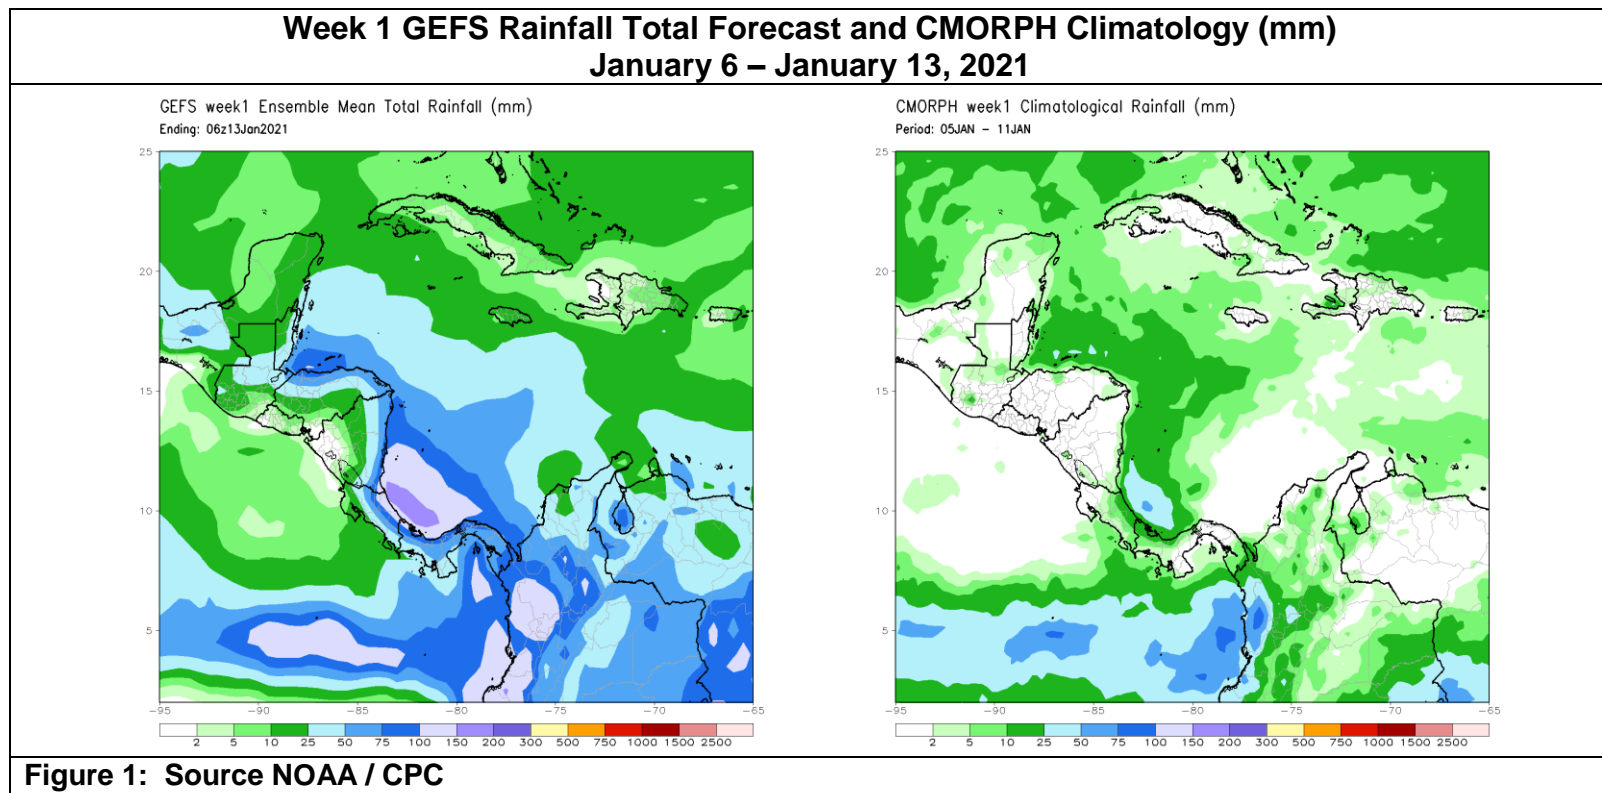 Week 1 GEFS Rainfall Total Forecast and CMORPH Climatology (mm)
January 6 – January 13, 2021
GEFS week1 Ensemble Mean Total Rainfall (mm)
Ending: 06z13Jan2021
25
20
15
10
5
-95 -90 -85 -80 -75 -70 -65
2 5 10 25 50 75 100 150 200 300 500 750 1000 1500 2500
CMORPH week1 Climatological Rainfall (mm)
Period: 05JAN - 11JAN
25
20
15
10
5
-95 -90 -85 -80 -75 -70 -65
2 5 10 25 50 75 100 150 200 300 500 750 1000 1500 2500
Figure 1: Source NOAA / CPC